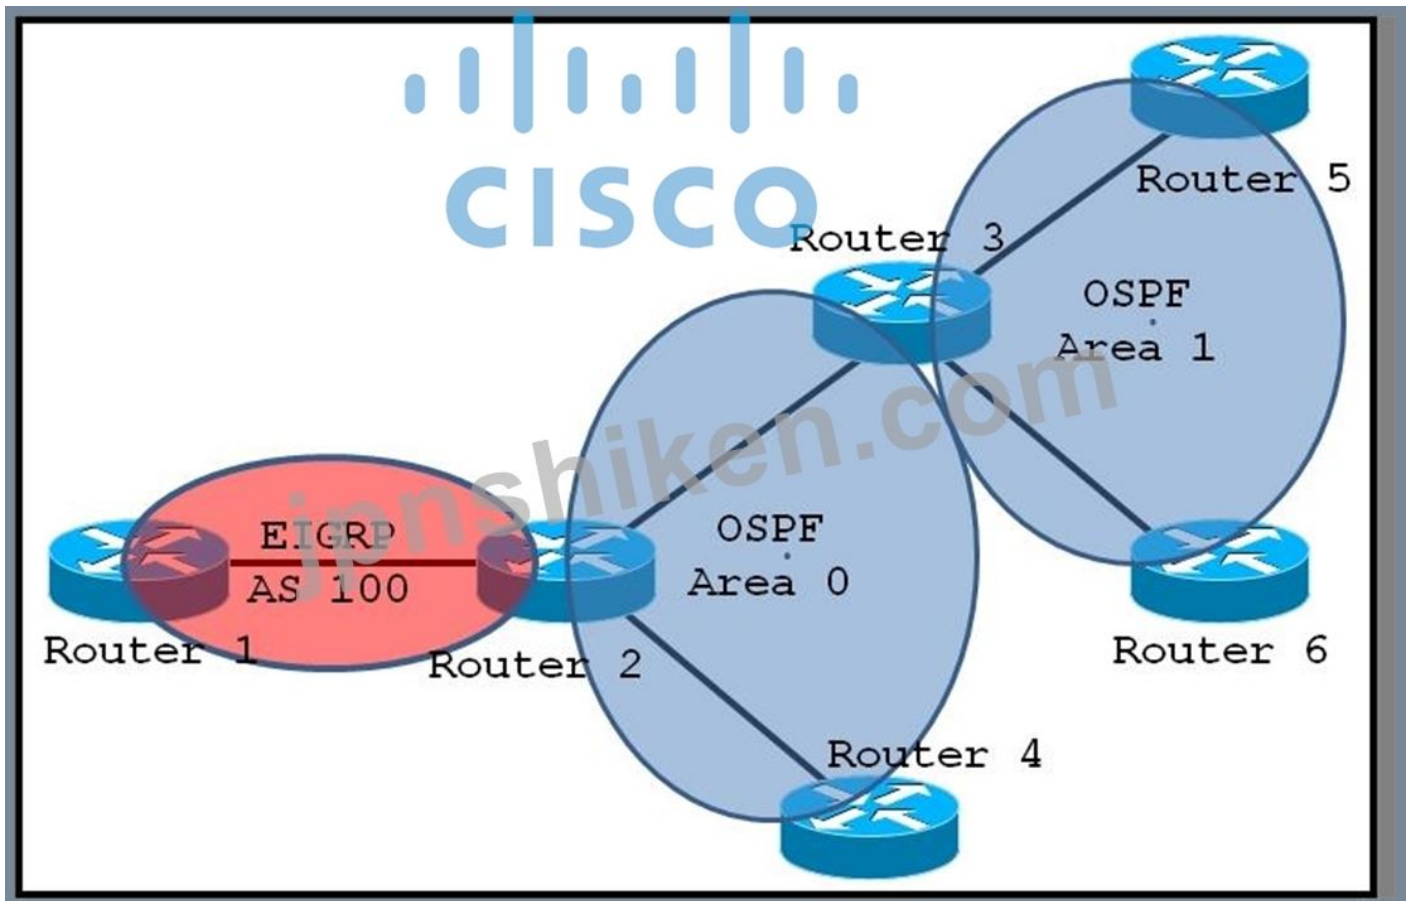 CISCO
Router 5
Router 3
OSPF
Area 1
jpnshiken.com
EIGRP
AS 100
OSPF
Area 0
Router 1
Router 2
Router 6
Router 4